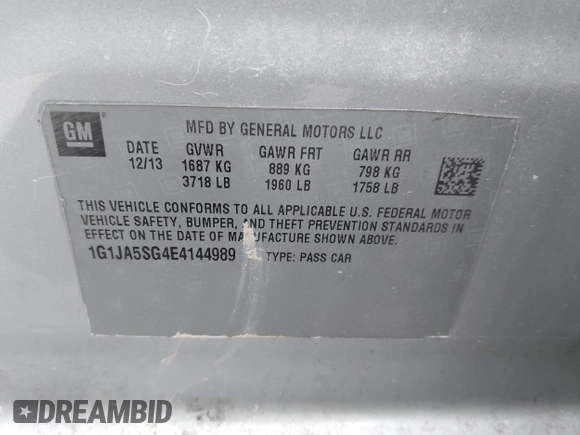 GM
MFD BY GENERAL MOTORS LLC
DATE GVWR GAWR FRT GAWR RR
12/13 1687 KG 889 KG 798 KG
3718 LB 1960 LB 1758 LB
THIS VEHICLE CONFORMS TO ALL APPLICABLE U.S. FEDERAL MOTOR
VEHICLE SAFETY, BUMPER, AND THEFT PREVENTION STANDARDS IN
EFFECT ON THE DATE OF MANUFACTURE SHOWN ABOVE.
1G1JA5SG4E4144989 TYPE: PASS CAR
DREAMBID